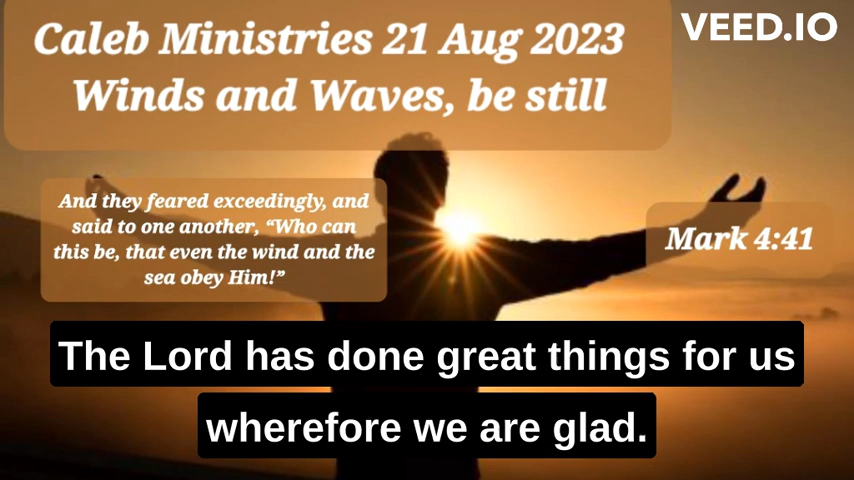 Caleb Ministries 21 Aug 2023
VEED.IO
Winds and Waves, be still
And they feared exceedingly, and
said to one another, “Who can
this be, that even the wind and the
sea obey Him!”
Mark 4:41
The Lord has done great things for us
wherefore we are glad.